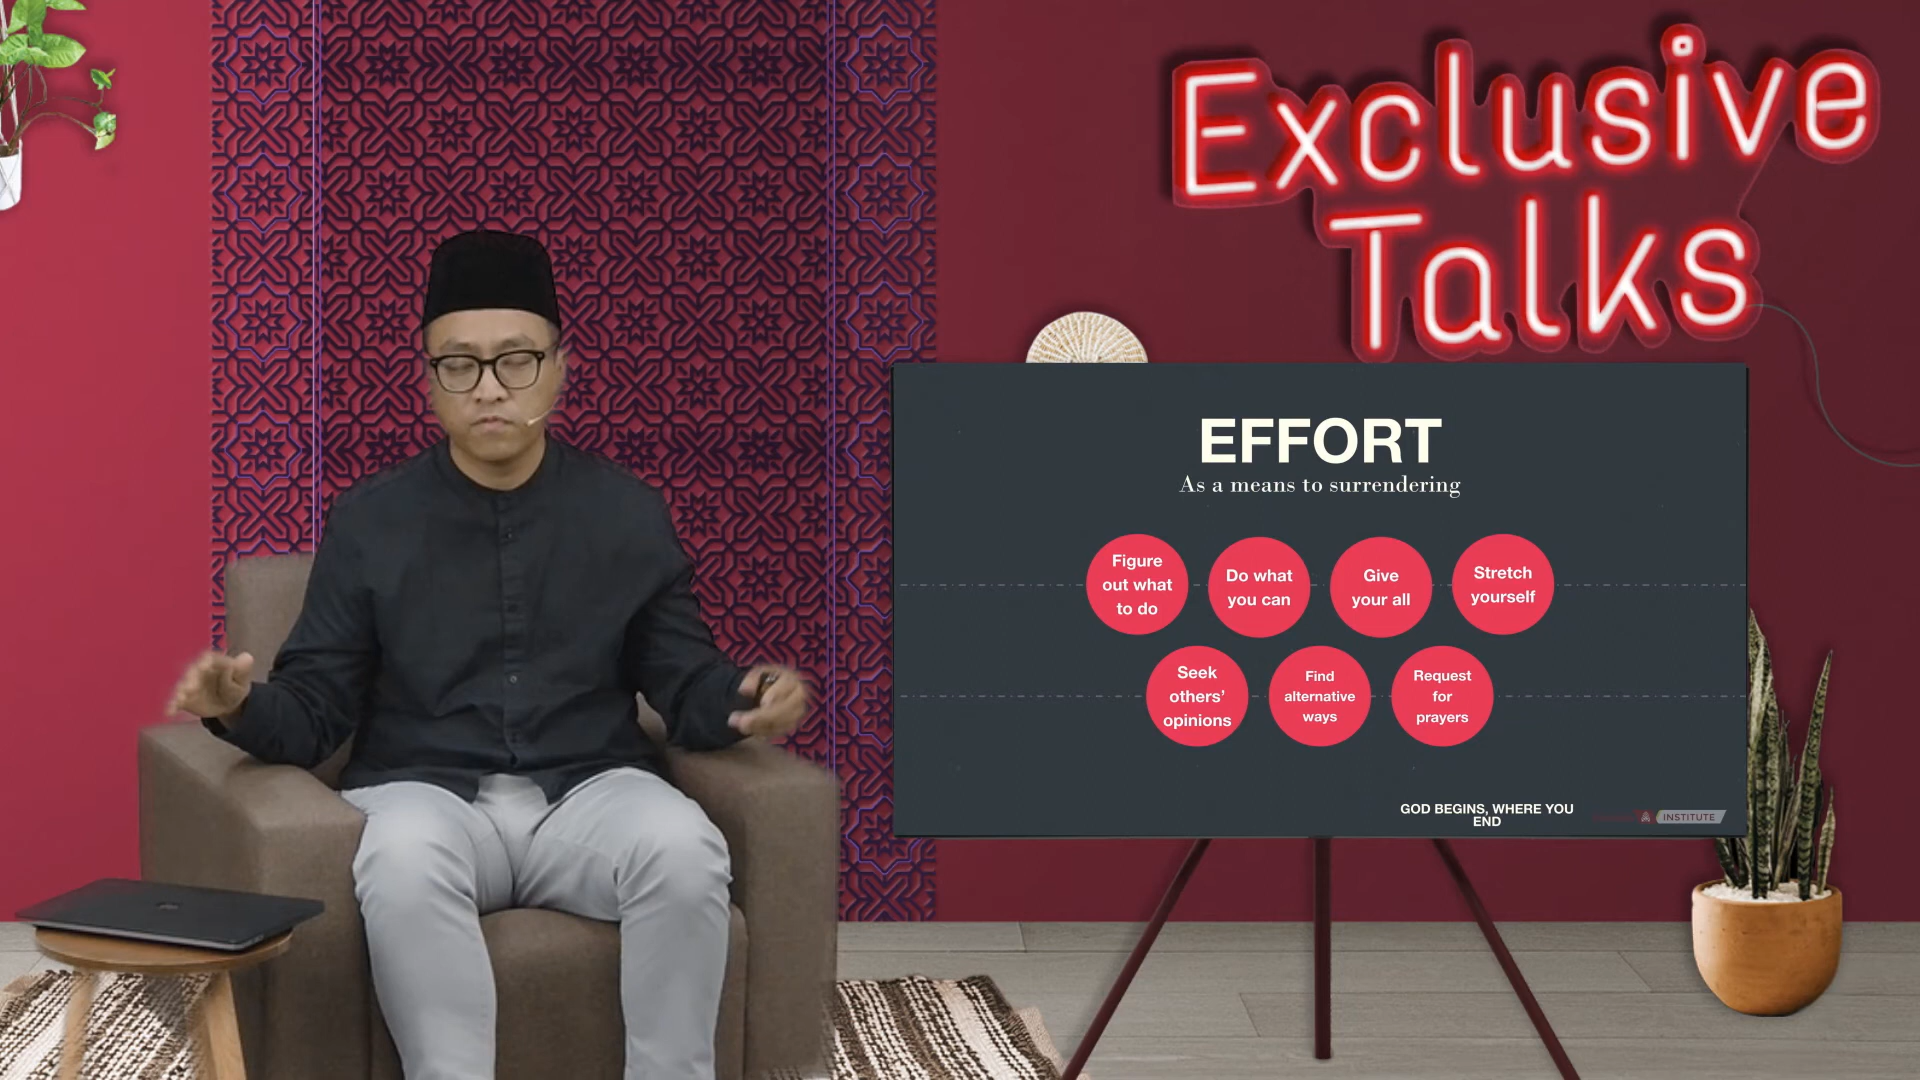 Exclusive
Talks
EFFORT
As a means to surrendering
Figure
out what
to do
Do what
you can
Give
your all
Stretch
yourself
Seek
others'
opinions
Find
alternative
ways
Request
for
prayers
GOD BEGINS, WHERE YOU
END
INSTITUTE